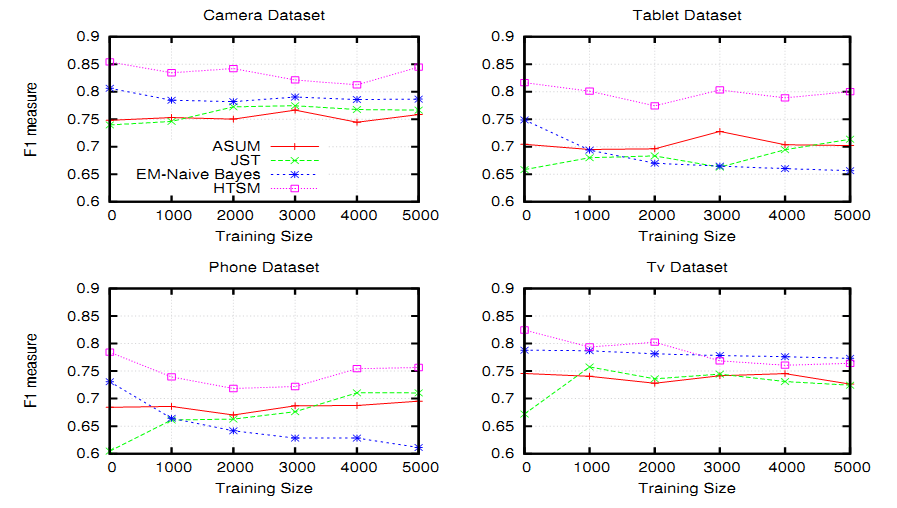 Camera Dataset
0.9
0.85
0.8
0.75
0.7
0.65
0.6
F1 measure
ASUM
JST
EM-Naive Bayes
HTSM
0 1000 2000 3000 4000 5000
Training Size
Tablet Dataset
0.9
0.85
0.8
0.75
0.7
0.65
0.6
0 1000 2000 3000 4000 5000
Training Size
Phone Dataset
0.9
0.85
0.8
0.75
0.7
0.65
0.6
F1 measure
0 1000 2000 3000 4000 5000
Training Size
Tv Dataset
0.9
0.85
0.8
0.75
0.7
0.65
0.6
0 1000 2000 3000 4000 5000
Training Size